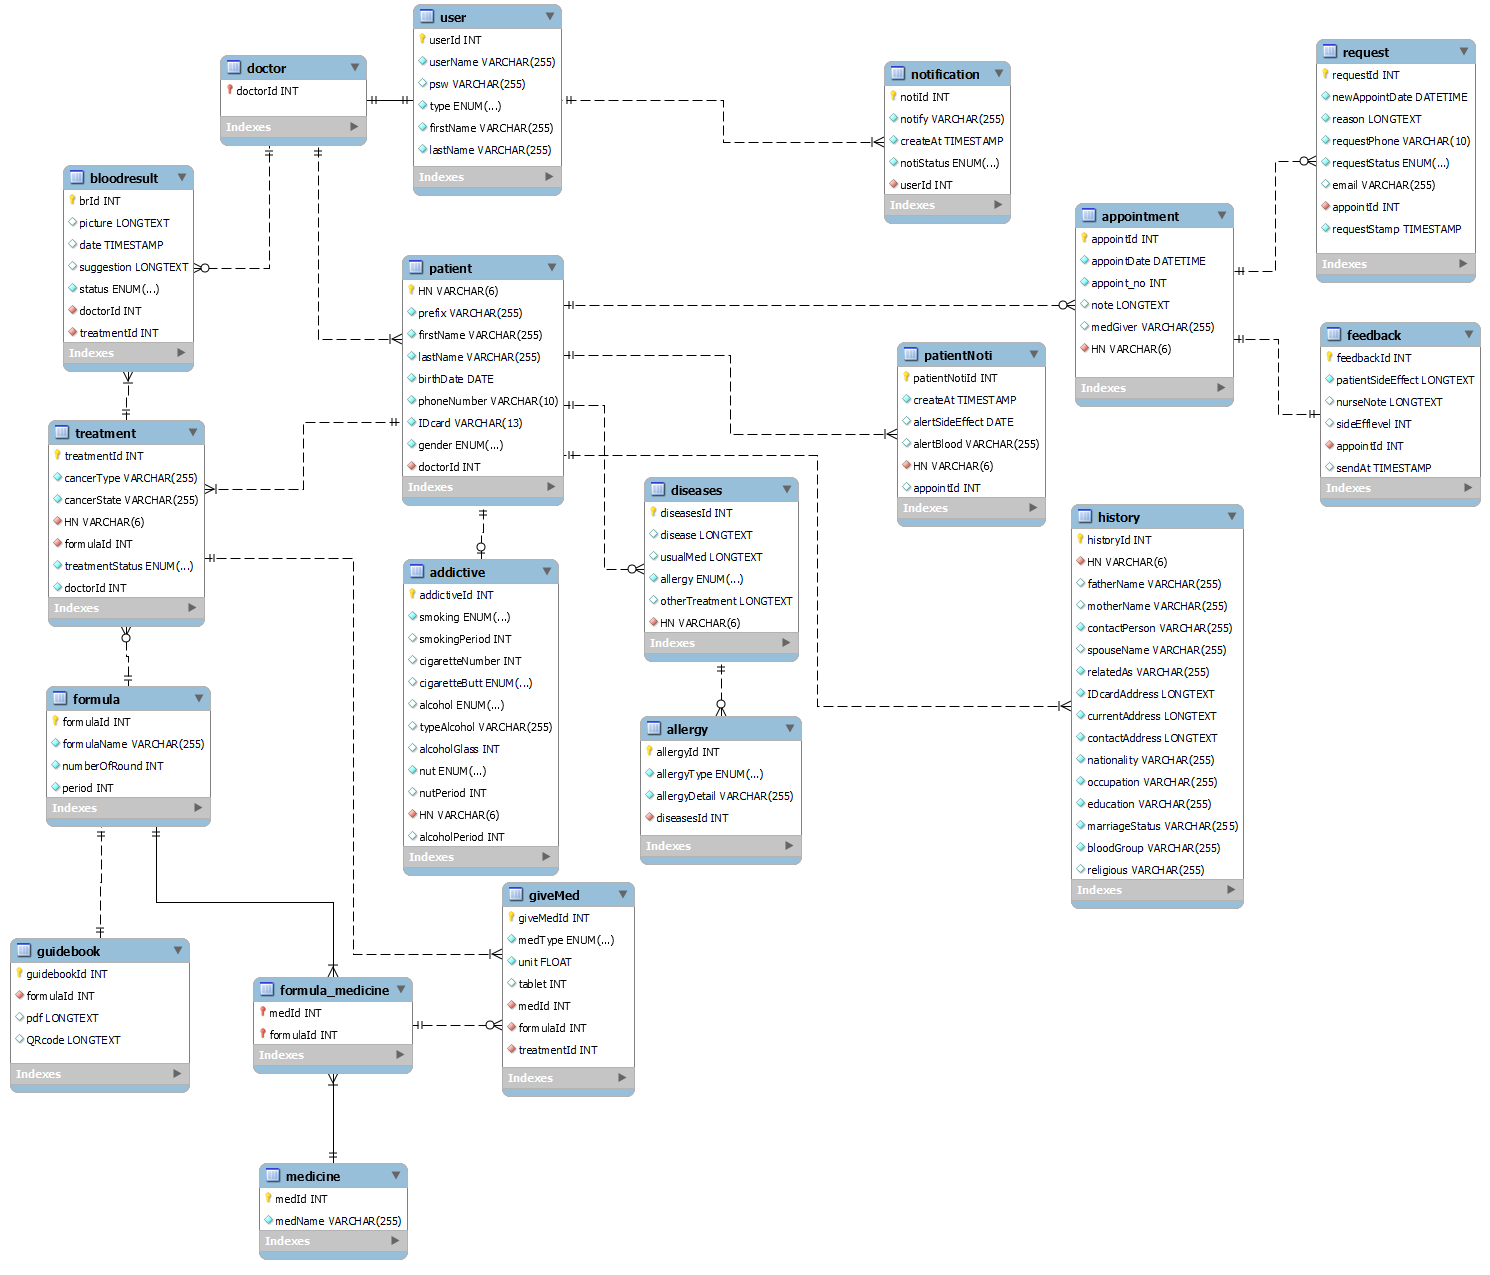 user
userId INT
userName VARCHAR(255)
psw VARCHAR(255)
type ENUM(...)
firstName VARCHAR(255)
lastName VARCHAR(255)
Indexes
doctor
doctorId INT
Indexes
notification
notiId INT
notify VARCHAR(255)
createAt TIMESTAMP
notiStatus ENUM(...)
userId INT
Indexes
request
requestId INT
newAppointDate DATETIME
reason LONGTEXT
requestPhone VARCHAR(10)
requestStatus ENUM(...)
email VARCHAR(255)
appointId INT
requestStamp TIMESTAMP
Indexes
bloodresult
brId INT
picture LONGTEXT
date TIMESTAMP
suggestion LONGTEXT
status ENUM(...)
doctorId INT
treatmentId INT
Indexes
patient
HN VARCHAR(6)
prefix VARCHAR(255)
firstName VARCHAR(255)
lastName VARCHAR(255)
birthDate DATE
phoneNumber VARCHAR(10)
IDcard VARCHAR(13)
gender ENUM(...)
doctorId INT
Indexes
appointment
appointId INT
appointDate DATETIME
appoint_no INT
note LONGTEXT
medGiver VARCHAR(255)
HN VARCHAR(6)
Indexes
feedback
feedbackId INT
patientSideEffect LONGTEXT
nurseNote LONGTEXT
sideEfflevel INT
appointId INT
sendAt TIMESTAMP
Indexes
patientNoti
patientNotiId INT
createAt TIMESTAMP
alertSideEffect DATE
alertBlood VARCHAR(255)
HN VARCHAR(6)
appointId INT
Indexes
treatment
treatmentId INT
cancerType VARCHAR(255)
cancerState VARCHAR(255)
HN VARCHAR(6)
formulaId INT
treatmentStatus ENUM(...)
doctorId INT
Indexes
diseases
diseasesId INT
disease LONGTEXT
usualMed LONGTEXT
allergy ENUM(...)
otherTreatment LONGTEXT
HN VARCHAR(6)
Indexes
history
historyId INT
HN VARCHAR(6)
fatherName VARCHAR(255)
motherName VARCHAR(255)
contactPerson VARCHAR(255)
spouseName VARCHAR(255)
relatedAs VARCHAR(255)
IDcardAddress LONGTEXT
currentAddress LONGTEXT
contactAddress LONGTEXT
nationality VARCHAR(255)
occupation VARCHAR(255)
education VARCHAR(255)
marriageStatus VARCHAR(255)
bloodGroup VARCHAR(255)
religious VARCHAR(255)
Indexes
addictive
addictiveId INT
smoking ENUM(...)
smokingPeriod INT
cigaretteNumber INT
cigaretteButt ENUM(...)
alcohol ENUM(...)
typeAlcohol VARCHAR(255)
alcoholGlass INT
nut ENUM(...)
nutPeriod INT
HN VARCHAR(6)
alcoholPeriod INT
Indexes
formula
formulaId INT
formulaName VARCHAR(255)
numberOfRound INT
period INT
Indexes
allergy
allergyId INT
allergyType ENUM(...)
allergyDetail VARCHAR(255)
diseasesId INT
Indexes
giveMed
giveMedId INT
medType ENUM(...)
unit FLOAT
tablet INT
medId INT
formulaId INT
treatmentId INT
Indexes
guidebook
guidebookId INT
formulaId INT
pdf LONGTEXT
QRcode LONGTEXT
Indexes
formula_medicine
medId INT
formulaId INT
Indexes
medicine
medId INT
medName VARCHAR(255)
Indexes